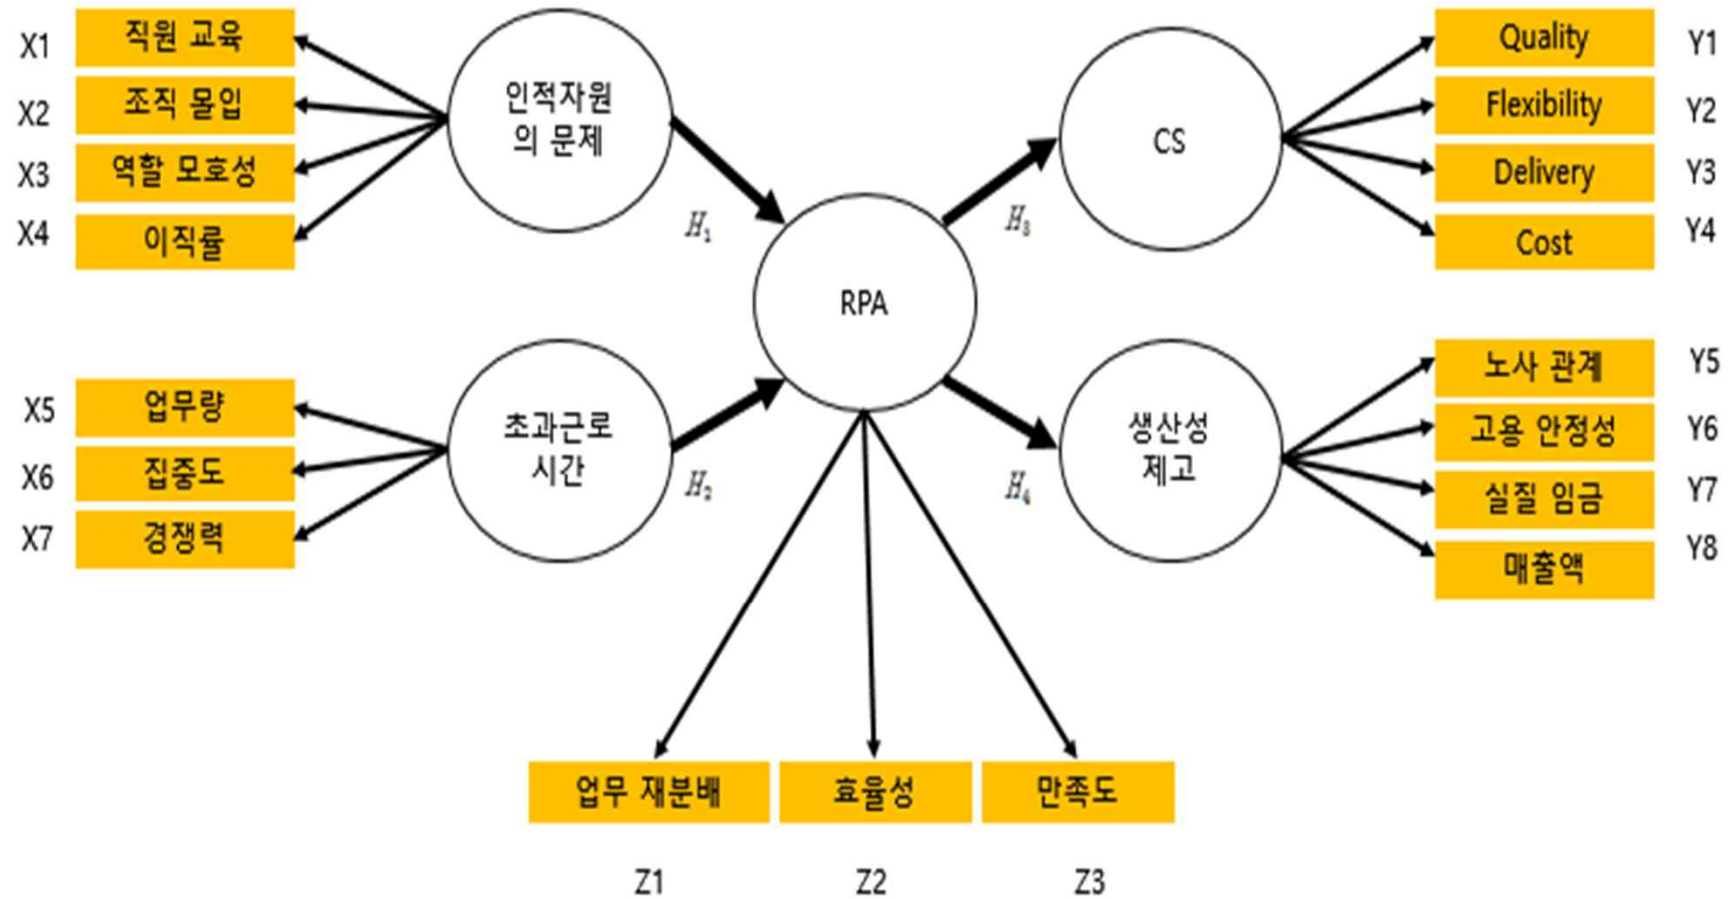 X1 직원 교육
X2 조직 몰입
X3 역할 모호성
X4 이직률
인적자원
의 문제
H₁
X5 업무량
X6 집중도
X7 경쟁력
초과근로
시간
H₂
RPA
H₃
CS
Quality Y1
Flexibility Y2
Delivery Y3
Cost Y4
H₄
생산성
제고
노사 관계 Y5
고용 안정성 Y6
실질 임금 Y7
매출액 Y8
업무 재분배 효율성 만족도
Z1 Z2 Z3